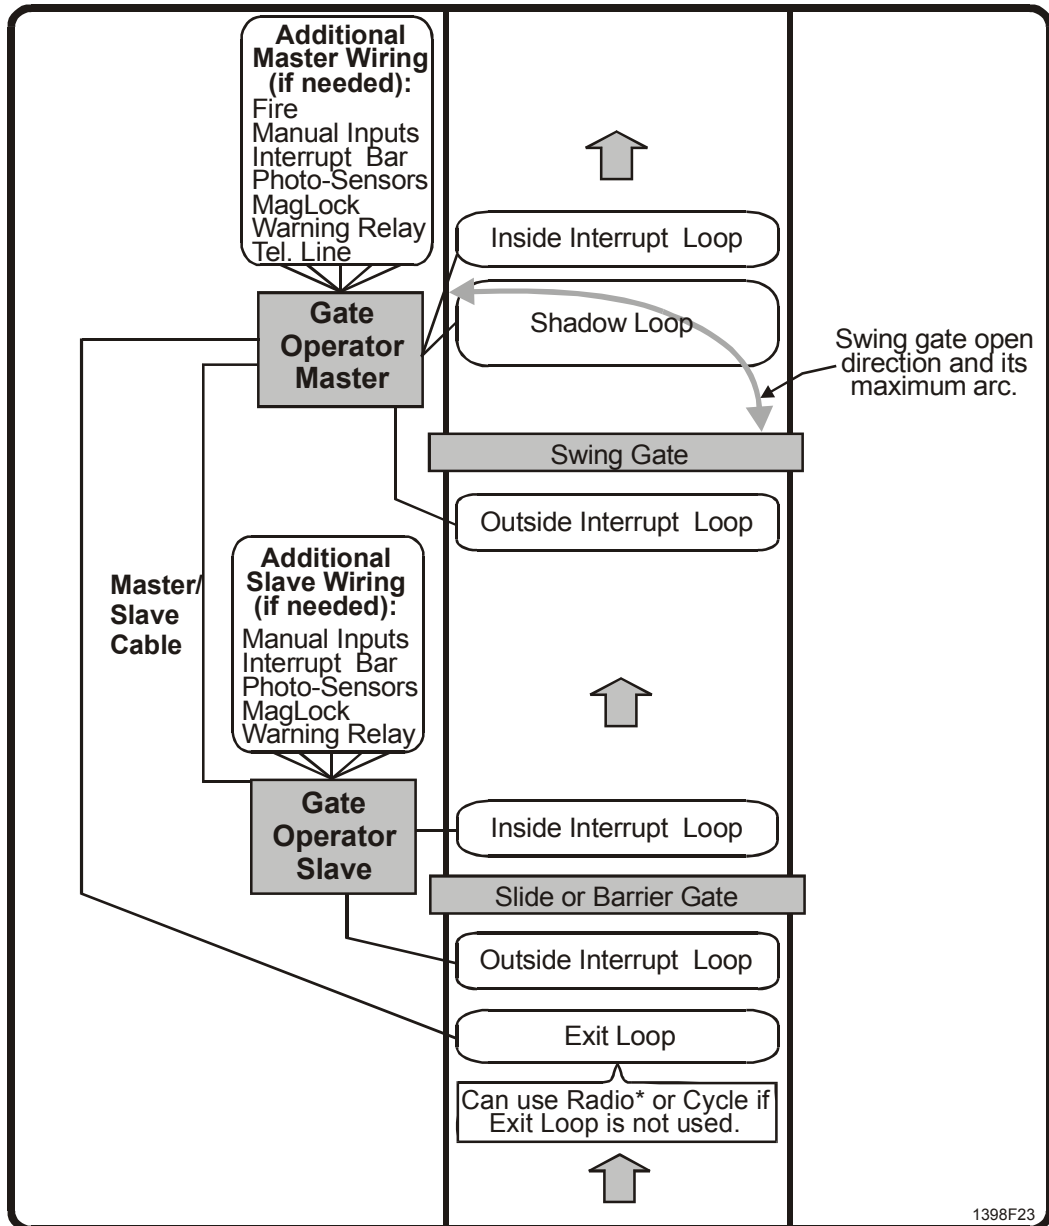 Additional
Master Wiring
(if needed):
Fire
Manual Inputs
Interrupt Bar
Photo-Sensors
MagLock
Warning Relay
Tel. Line
Inside Interrupt Loop
Gate
Operator
Master
Shadow Loop
Swing gate open
direction and its
maximum arc.
Swing Gate
Outside Interrupt Loop
Master/
Slave
Cable
Additional
Slave Wiring
(if needed):
Manual Inputs
Interrupt Bar
Photo-Sensors
MagLock
Warning Relay
Gate
Operator
Slave
Inside Interrupt Loop
Slide or Barrier Gate
Outside Interrupt Loop
Exit Loop
Can use Radio* or Cycle if
Exit Loop is not used.
1398F23